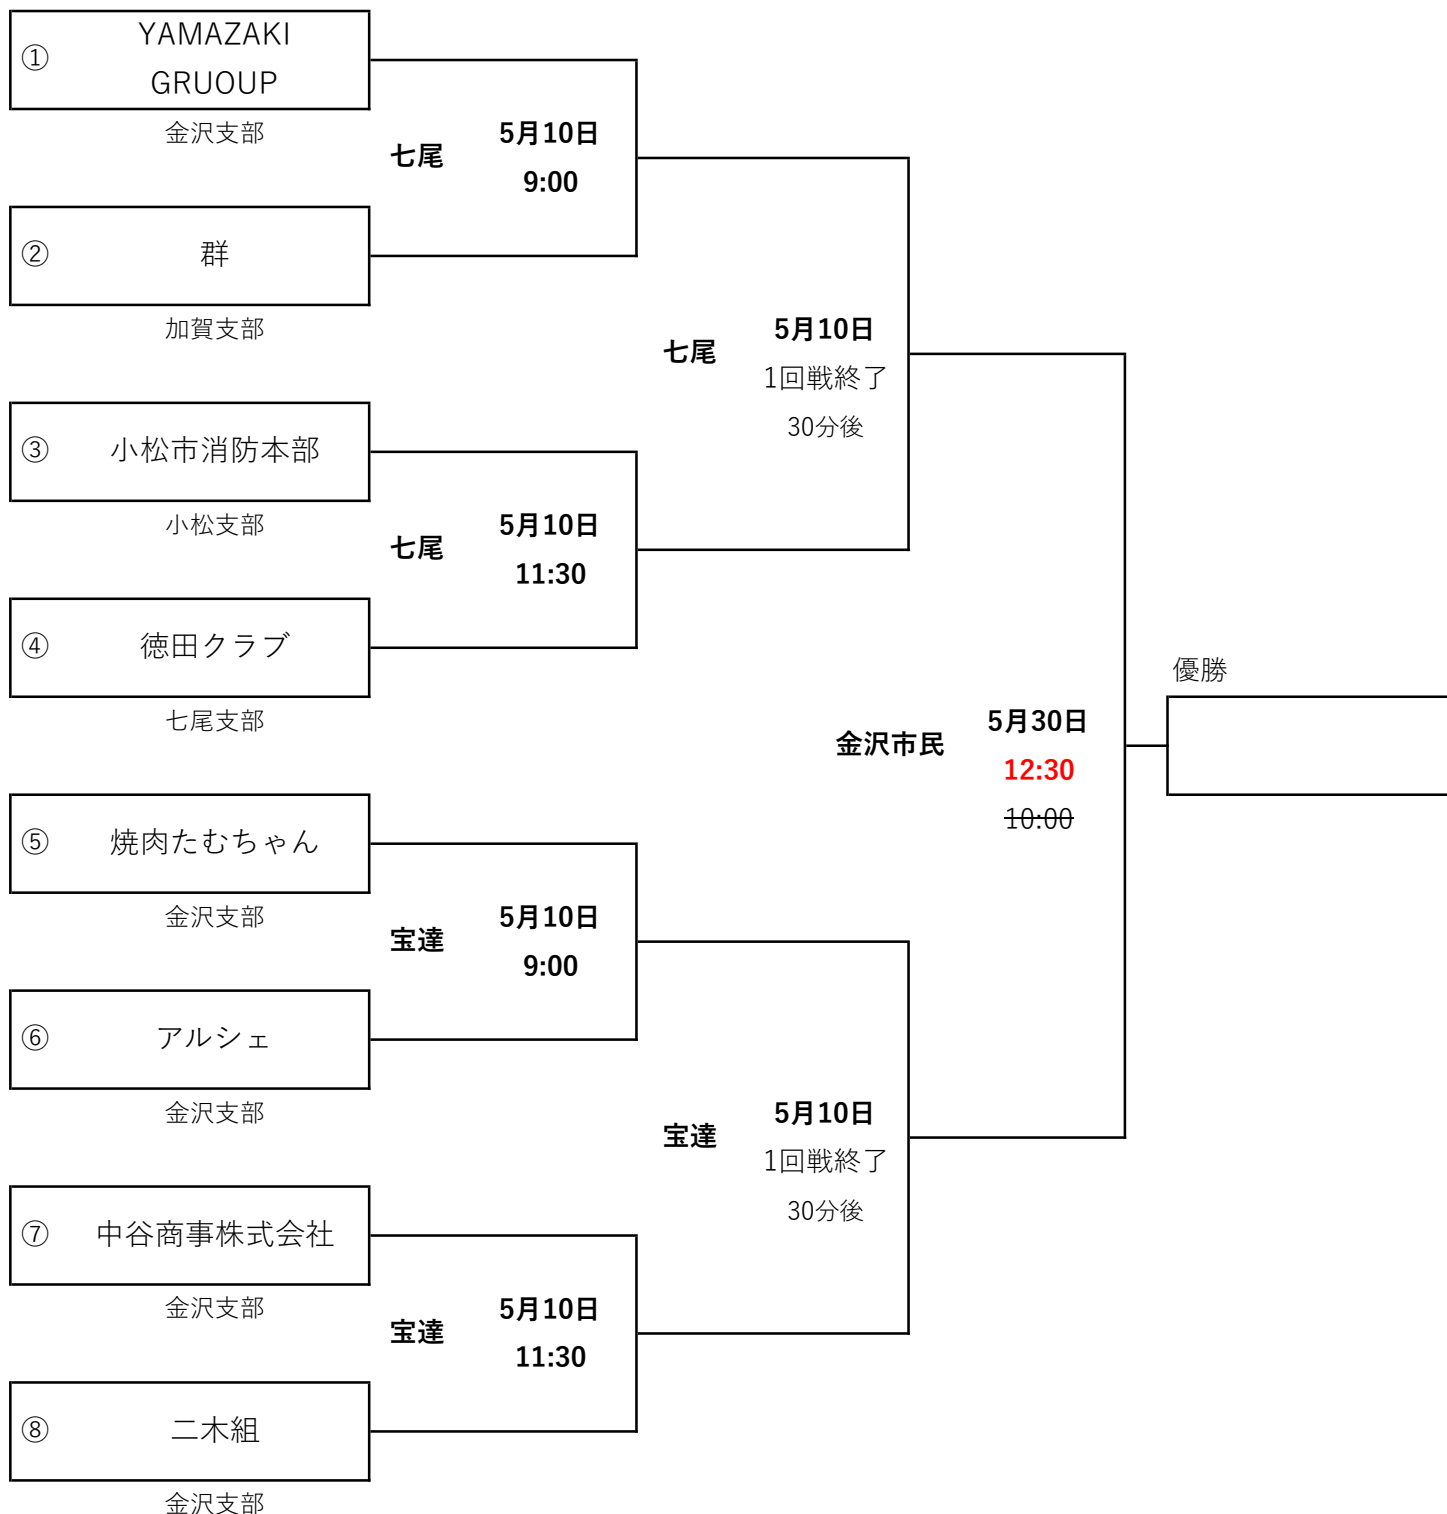 ①
YAMAZAKI
GRUOUP
金沢支部
七尾
5月10日
9:00
②
群
加賀支部
七尾
5月10日
1回戦終了
30分後
③
小松市消防本部
小松支部
七尾
5月10日
11:30
④
徳田クラブ
七尾支部
優勝
金沢市民
5月30日
12:30
10:00
⑤
焼肉たむちゃん
金沢支部
宝達
5月10日
9:00
⑥
アルシェ
金沢支部
宝達
5月10日
1回戦終了
30分後
⑦
中谷商事株式会社
金沢支部
宝達
5月10日
11:30
⑧
二木組
金沢支部